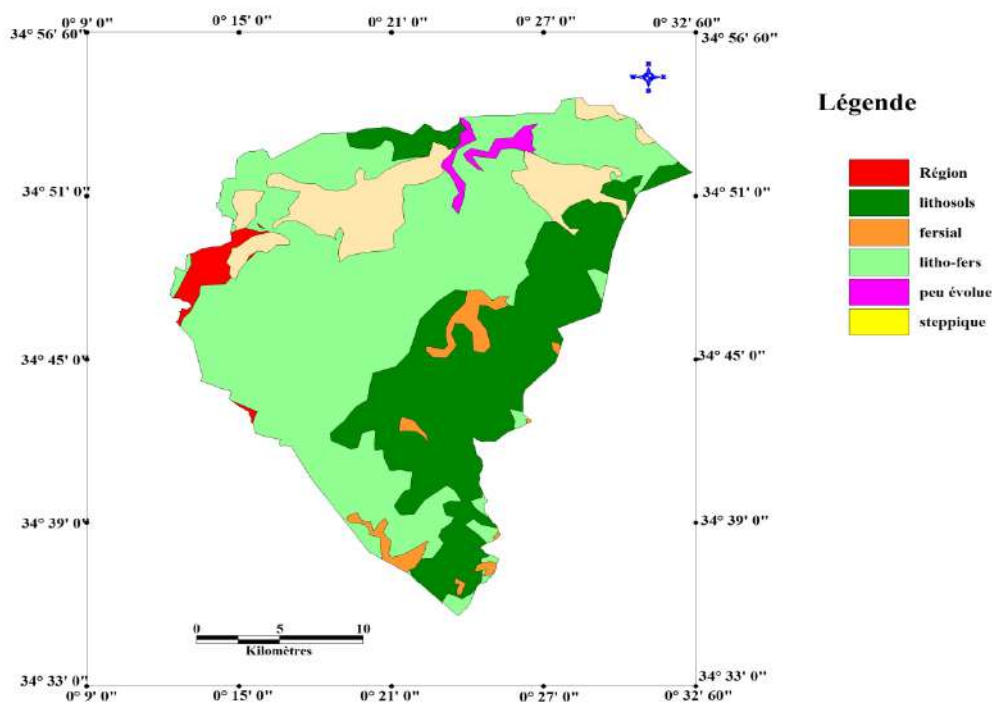 0° 9' 0" 0° 15' 0" 0° 21' 0" 0° 27' 0" 0° 32' 60"
34° 56' 60" 34° 56' 60"
Légende
Région
34° 51' 0" 34° 51' 0"
lithosols
fersial
litho-fers
peu évolue
steppique
34° 45' 0" 34° 45' 0"
34° 39' 0" 34° 39' 0"
0 5 10
Kilomètres
34° 33' 0" 34° 33' 0"
0° 9' 0" 0° 15' 0" 0° 21' 0" 0° 27' 0" 0° 32' 60"